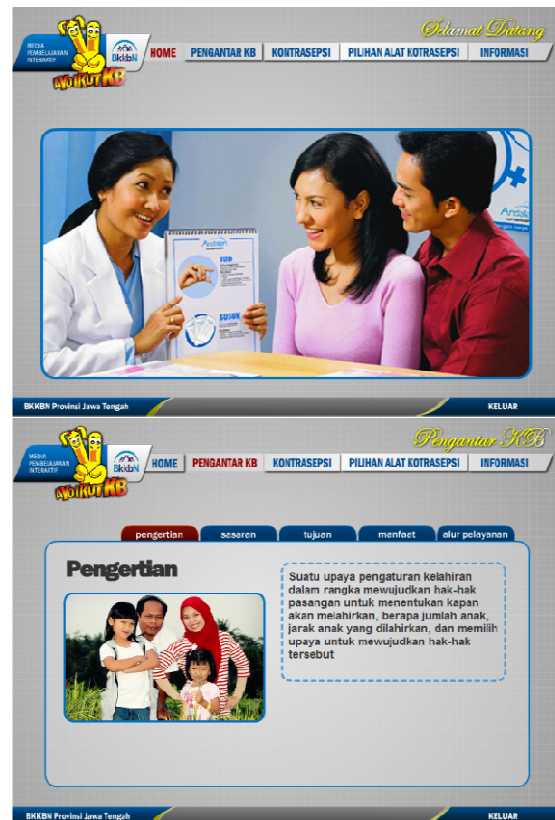 Selamat Datang
MEDIA
PEMBELAJARAN
INTERAKTIF
BkkbN
AYO IKUT KB
HOME
PENGANTAR KB
KONTRASEPSI
PILIHAN ALAT KOTRASEPSI
INFORMASI
Andalan
IUD
SUSUK
Andala
BKKBN Provinsi Jawa Tengah
KELUAR
Pengantar KB
MEDIA
PEMBELAJARAN
INTERAKTIF
BkkbN
AYO IKUT KB
HOME
PENGANTAR KB
KONTRASEPSI
PILIHAN ALAT KOTRASEPSI
INFORMASI
pengertian
sasaran
tujuan
manfaat
alur pelayanan
Pengertian
Suatu upaya pengaturan kelahiran
dalam rangka mewujudkan hak-hak
pasangan untuk menentukan kapan
akan melahirkan, berapa jumlah anak,
jarak anak yang dilahirkan, dan memilih
upaya untuk mewujudkan hak-hak
tersebut
BKKBN Provinsi Jawa Tengah
KELUAR